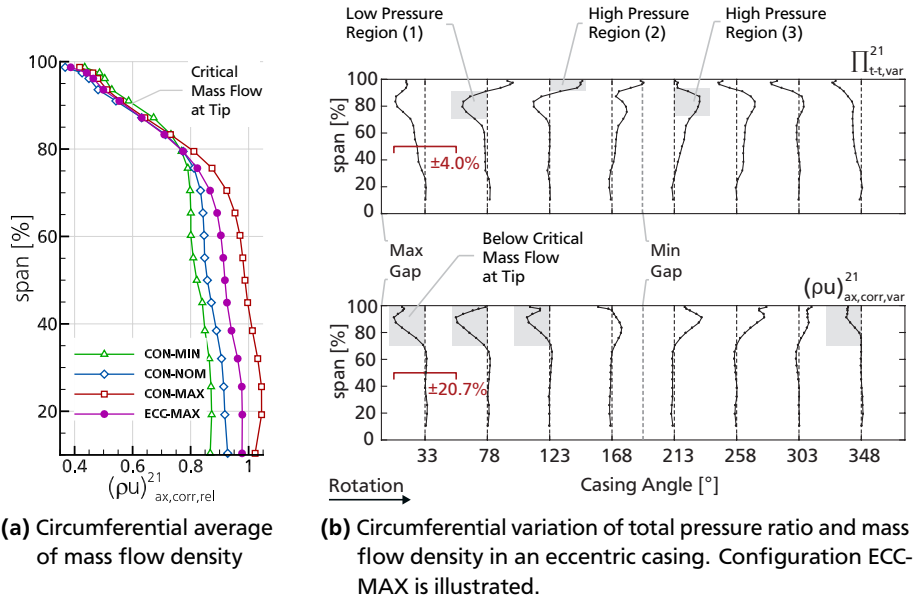 100
80
60
40
20
span [%]
Critical
Mass Flow
at Tip
CON-MIN
CON-NOM
CON-MAX
ECC-MAX
0.4
0.6
0.8
1
(ρu)²¹ax,corr,rel
(a) Circumferential average
of mass flow density
Low Pressure
Region (1)
High Pressure
Region (2)
High Pressure
Region (3)
∏²¹t-t,var
100
80
60
40
20
0
span [%]
±4.0%
Max
Gap
Below Critical
Mass Flow
at Tip
Min
Gap
(ρu)²¹ax,corr,var
100
80
60
40
20
0
span [%]
±20.7%
33
78
123
168
213
258
303
348
Rotation
Casing Angle [°]
(b) Circumferential variation of total pressure ratio and mass
flow density in an eccentric casing. Configuration ECC-
MAX is illustrated.